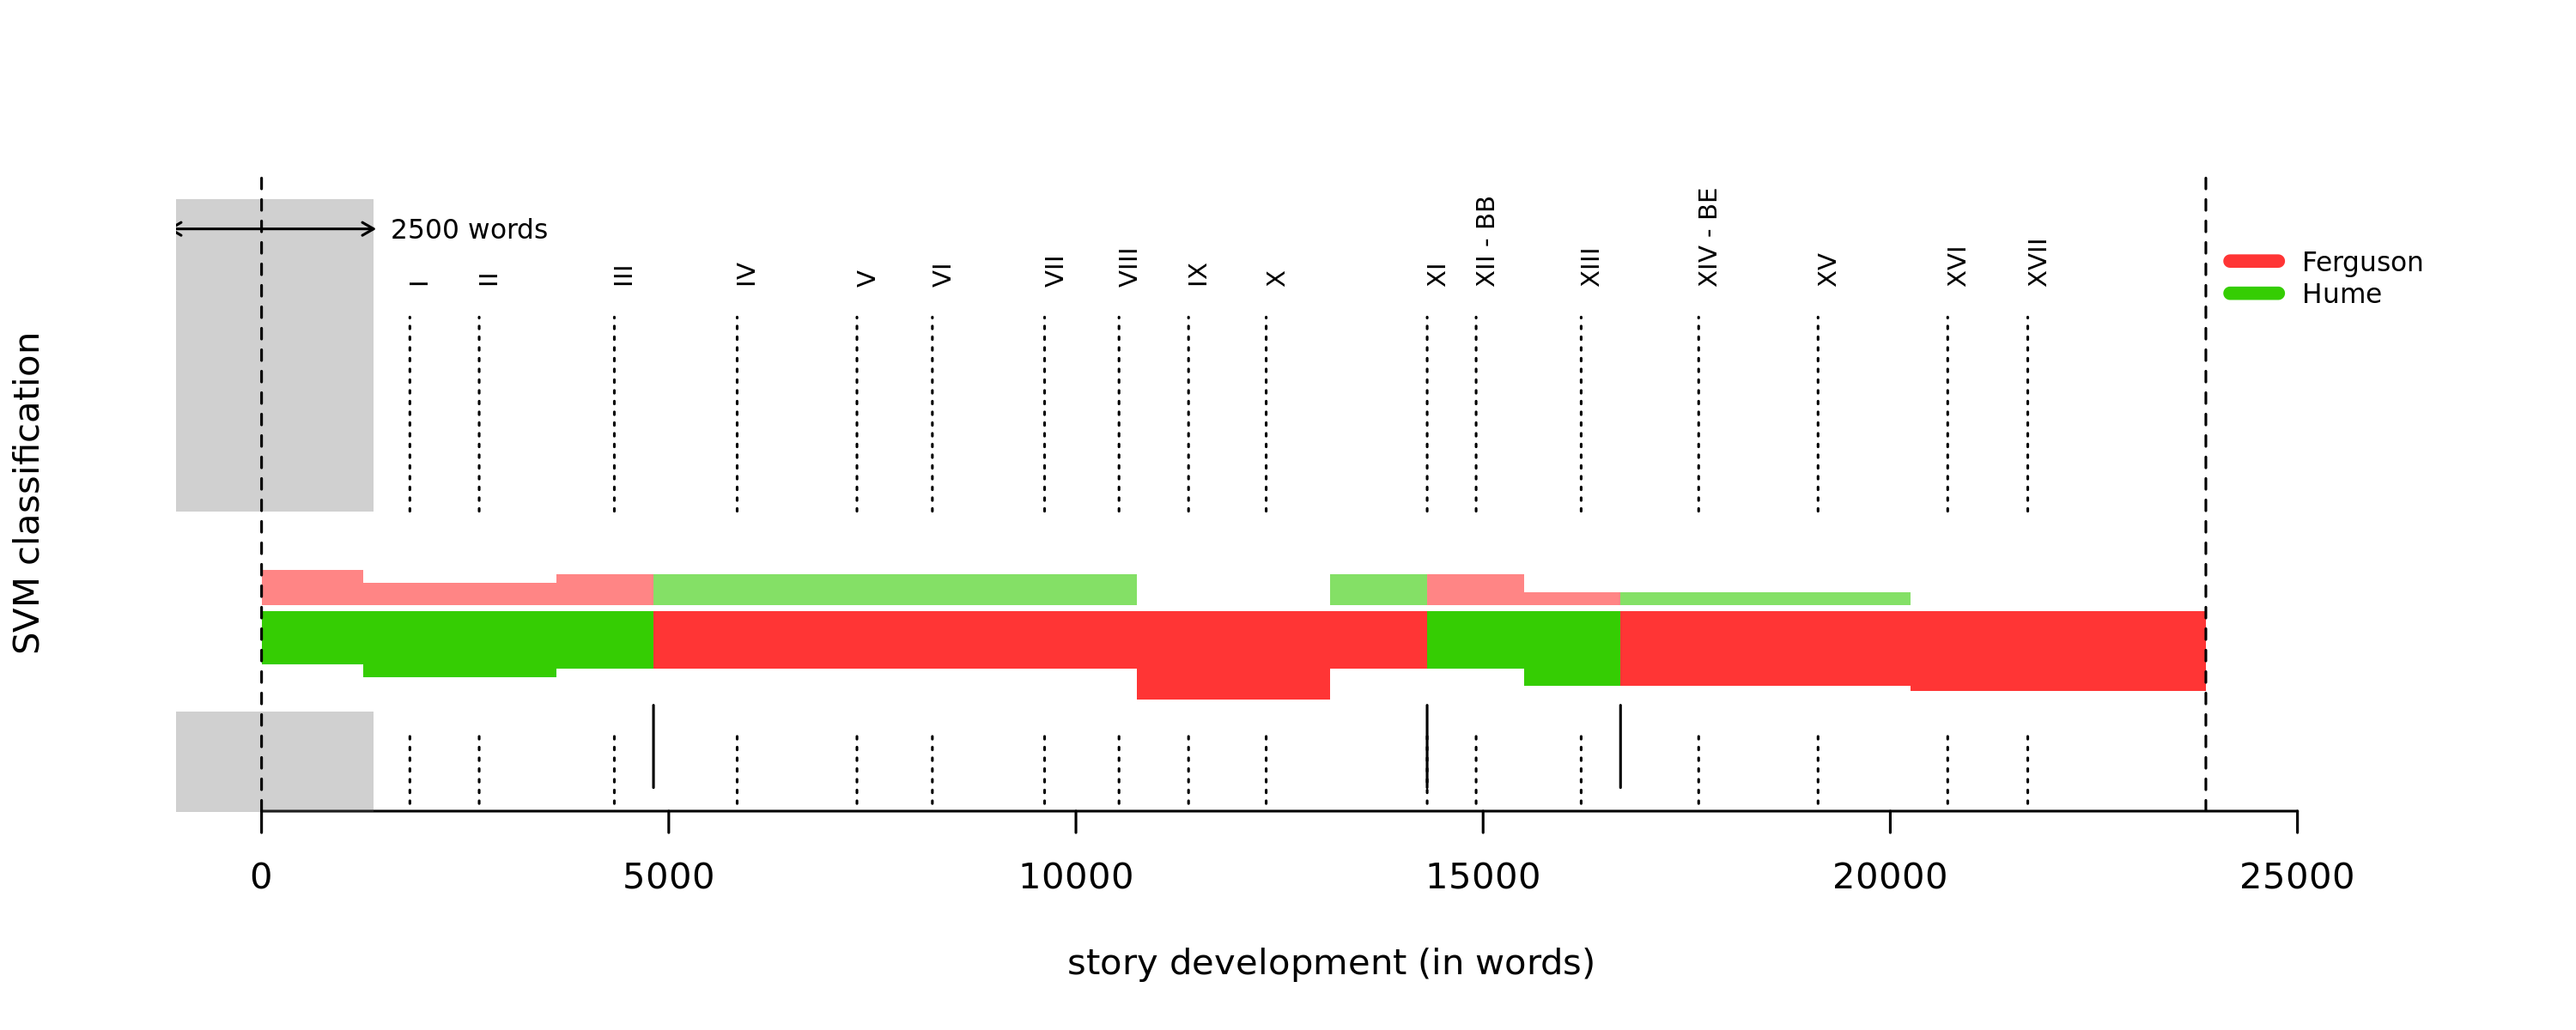 2500 words
I
II
III
IV
V
VI
VII
VIII
IX
X
XI
XII - BB
XIII
XIV - BE
XV
XVI
XVII
Ferguson
Hume
SVM classification
0 5000 10000 15000 20000 25000
story development (in words)